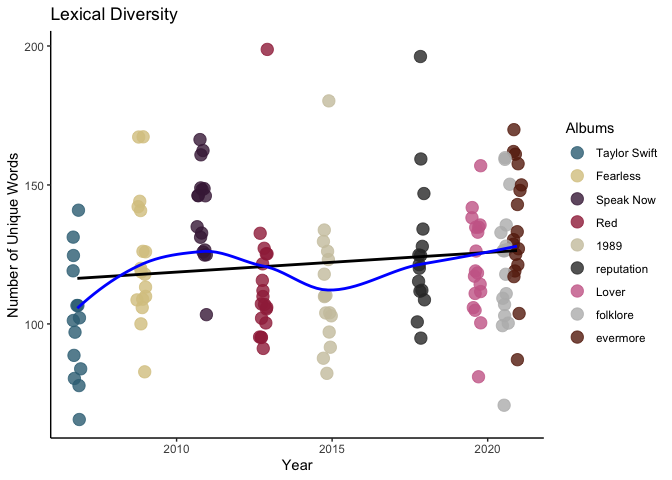 Lexical Diversity
200
150
100
Number of Unique Words
2010
2015
2020
Year
Albums
Taylor Swift
Fearless
Speak Now
Red
1989
reputation
Lover
folklore
evermore